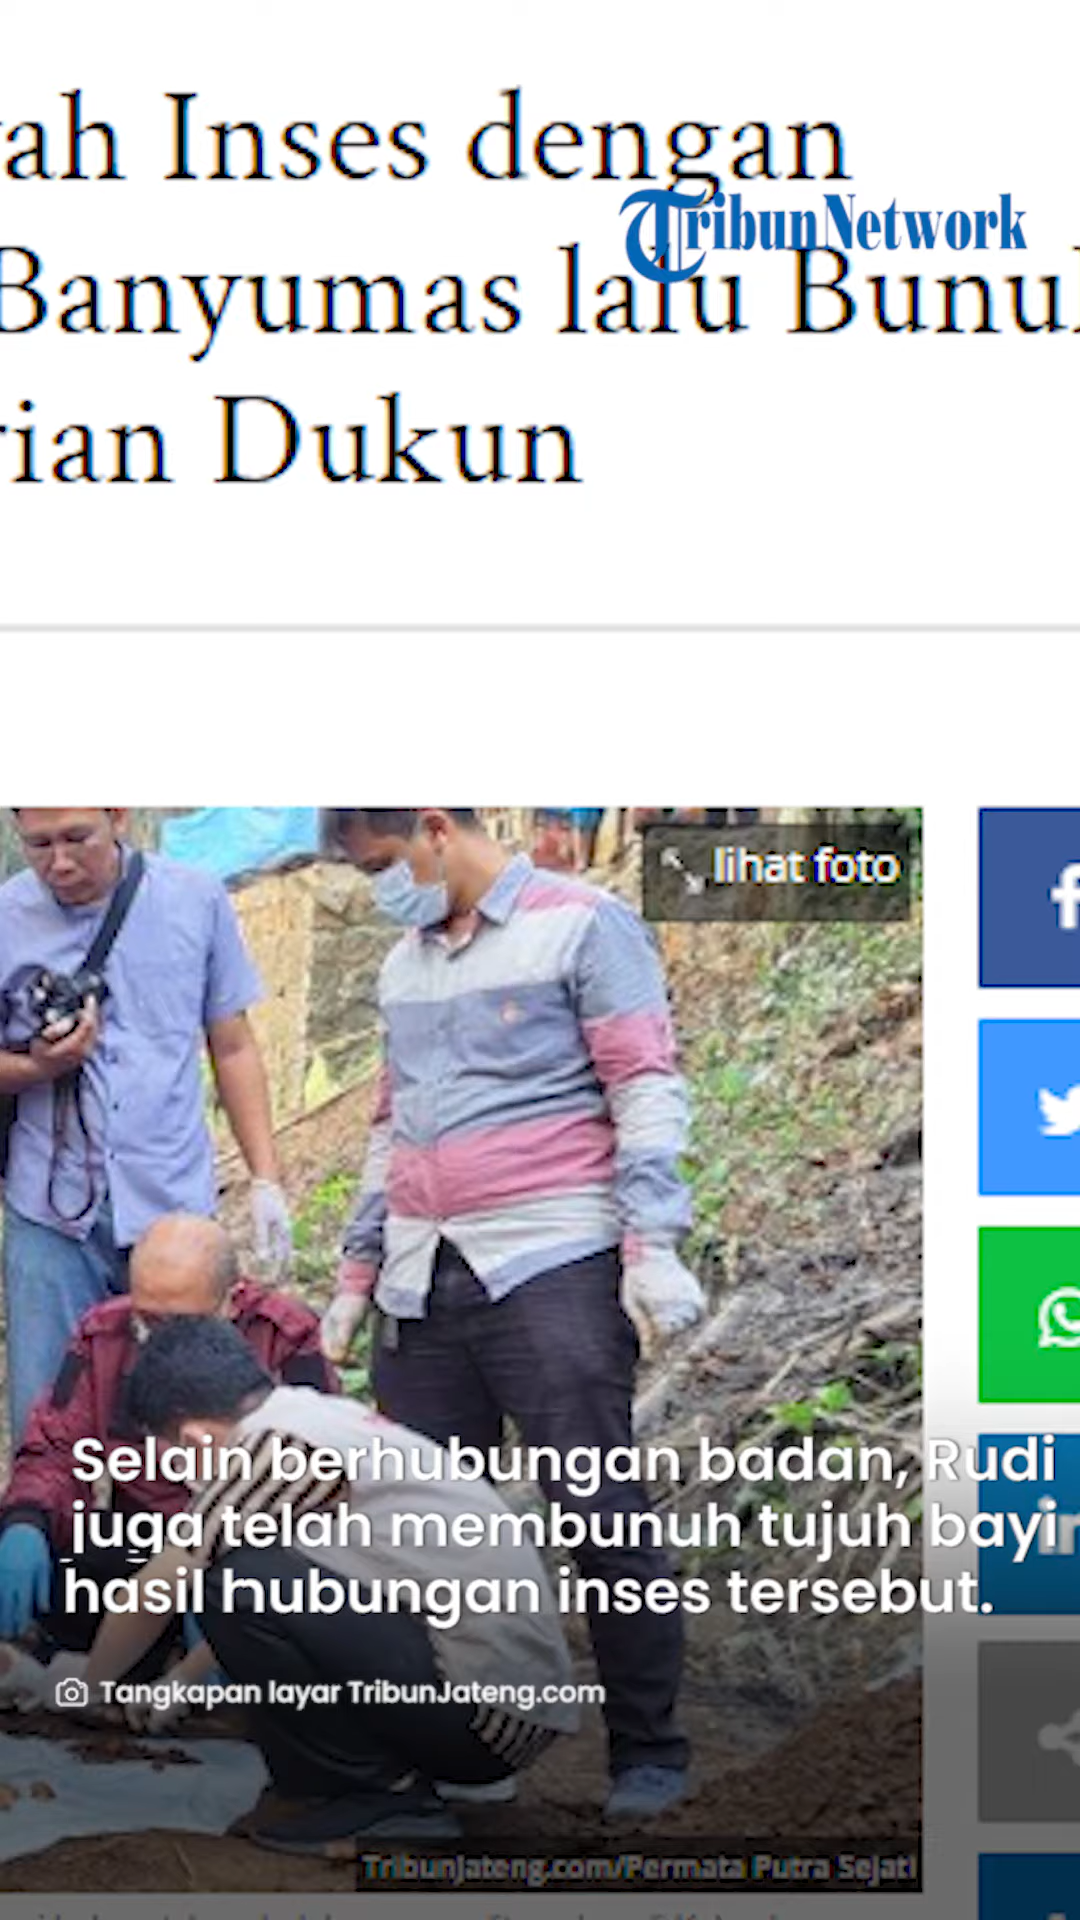 ah Inses dengan
TribunNetwork
Banyumas lalu Bunu
rian Dukun
lihat foto
Selain berhubungan badan, Rudi
juga telah membunuh tujuh bayi
hasil hubungan inses tersebut.
Tangkapan layar TribunJateng.com
TribunJateng.com/Permata Putra Sejati